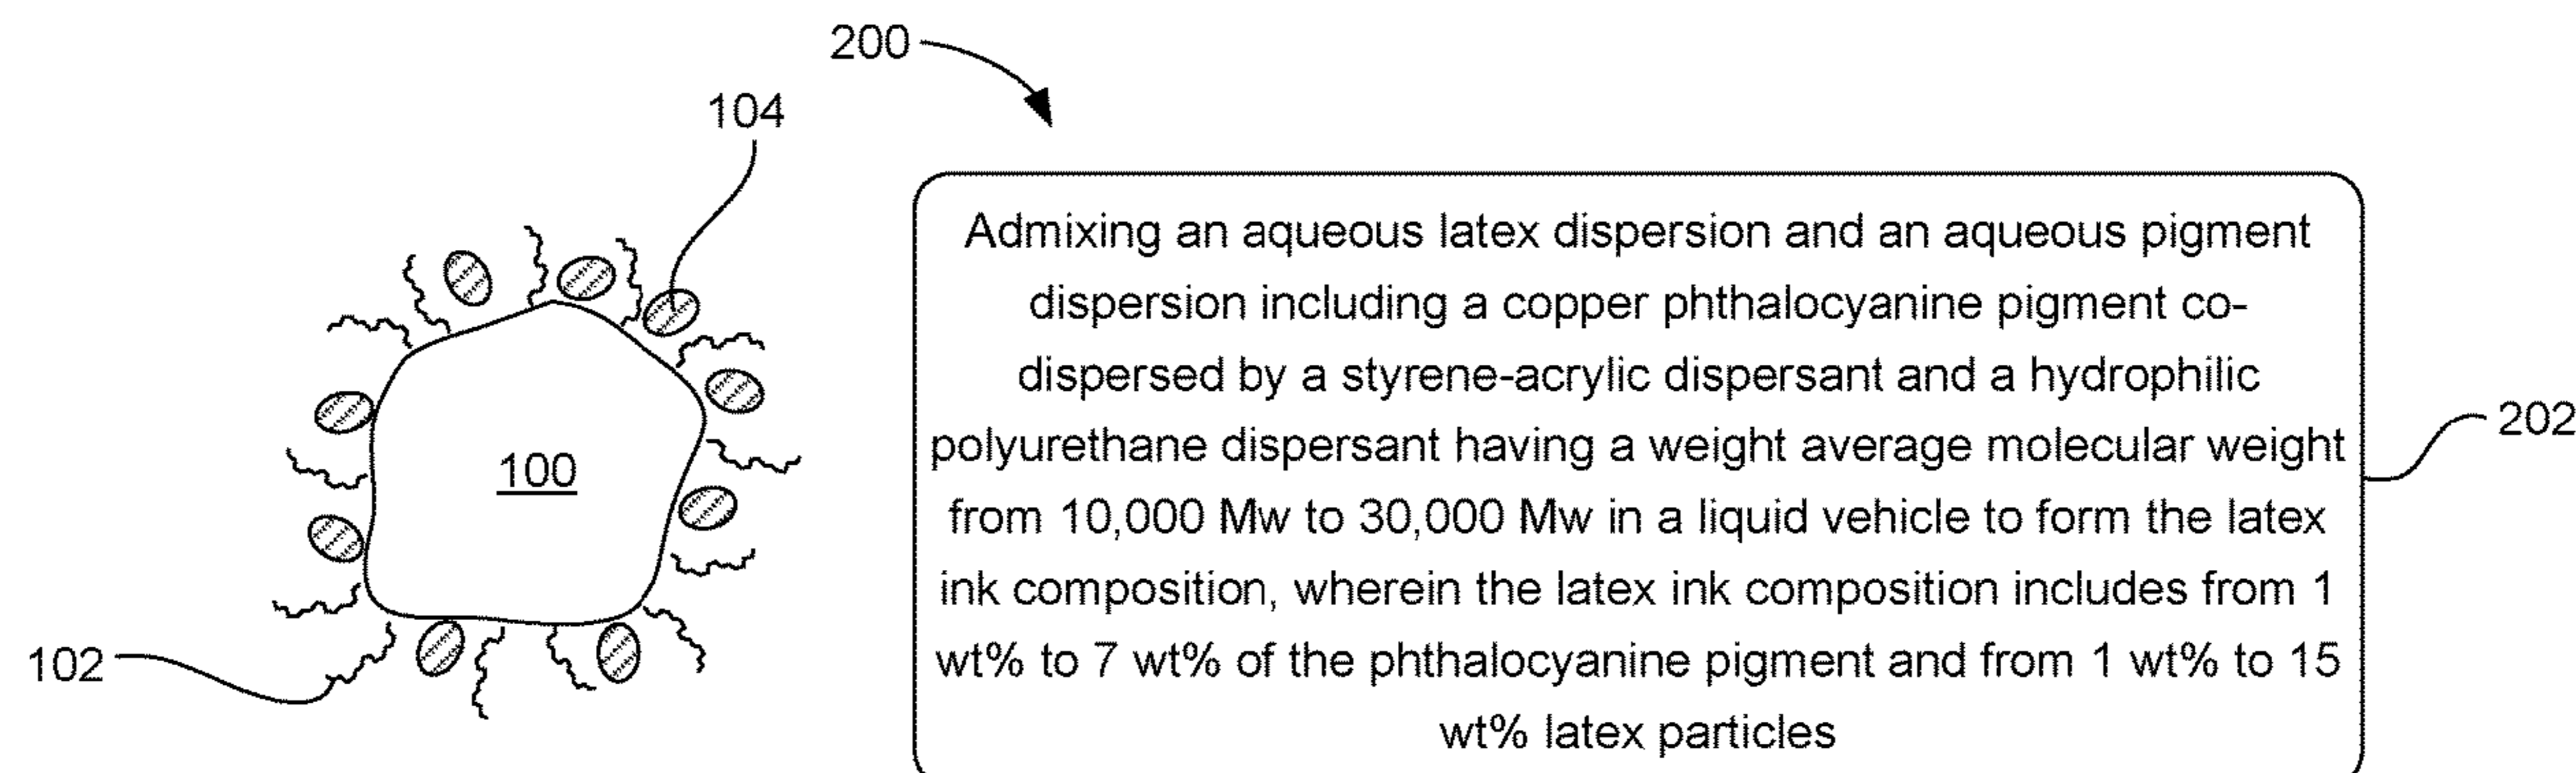 200
104
100
102
Admixing an aqueous latex dispersion and an aqueous pigment
dispersion including a copper phthalocyanine pigment co-
dispersed by a styrene-acrylic dispersant and a hydrophilic
polyurethane dispersant having a weight average molecular weight
from 10,000 Mw to 30,000 Mw in a liquid vehicle to form the latex
ink composition, wherein the latex ink composition includes from 1
wt% to 7 wt% of the phthalocyanine pigment and from 1 wt% to 15
wt% latex particles
202